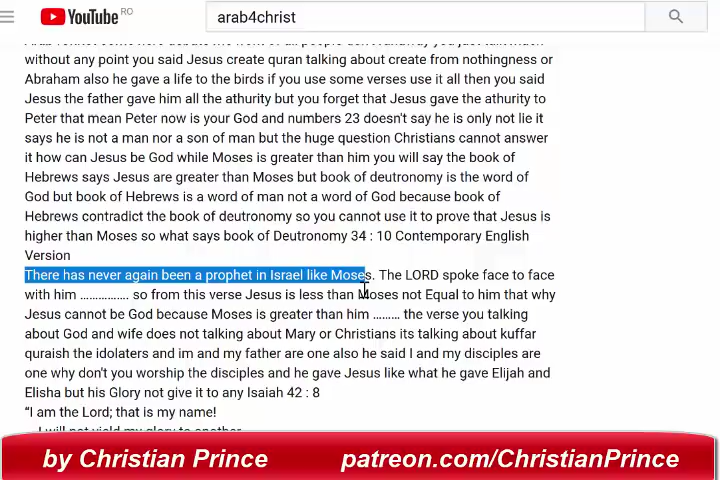 YouTube RO
arab4christ
without any point you said Jesus create quran talking about create from nothingness or
Abraham also he gave a life to the birds if you use some verses use it all then you said
Jesus the father gave him all the athurity but you forget that Jesus gave the athurity to
Peter that mean Peter now is your God and numbers 23 doesn't say he is only not lie it
says he is not a man nor a son of man but the huge question Christians cannot answer
it how can Jesus be God while Moses is greater than him you will say the book of
Hebrews says Jesus are greater than Moses but book of deutronomy is the word of
God but book of Hebrews is a word of man not a word of God because book of
Hebrews contradict the book of deutronomy so you cannot use it to prove that Jesus is
higher than Moses so what says book of Deutronomy 34 : 10 Contemporary English
Version
There has never again been a prophet in Israel like Moses. The LORD spoke face to face
with him ................ so from this verse Jesus is less than Moses not Equal to him that why
Jesus cannot be God because Moses is greater than him ......... the verse you talking
about God and wife does not talking about Mary or Christians its talking about kuffar
quraish the idolaters and im and my father are one also he said I and my disciples are
one why don't you worship the disciples and he gave Jesus like what he gave Elijah and
Elisha but his Glory not give it to any Isaiah 42 : 8
“I am the Lord; that is my name!
I will not yield my glory to another
by Christian Prince patreon.com/ChristianPrince